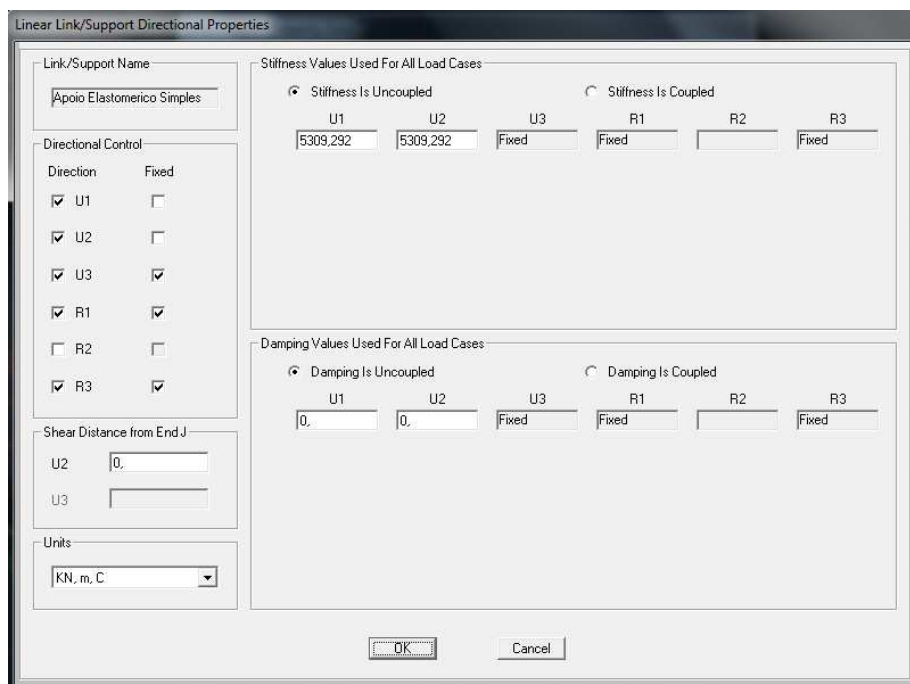 Linear Link/Support Directional Properties
Link/Support Name
Apoio Elastomerico Simples
Directional Control
Direction Fixed
U1
U2
U3
R1
R2
R3
Shear Distance from End J
U2 0,
U3
Units
KN, m, C
Stiffness Values Used For All Load Cases
Stiffness Is Uncoupled Stiffness Is Coupled
U1 U2 U3 R1 R2 R3
5309,292 5309,292 Fixed Fixed Fixed
Damping Values Used For All Load Cases
Damping Is Uncoupled Damping Is Coupled
U1 U2 U3 R1 R2 R3
0, 0, Fixed Fixed Fixed
OK Cancel